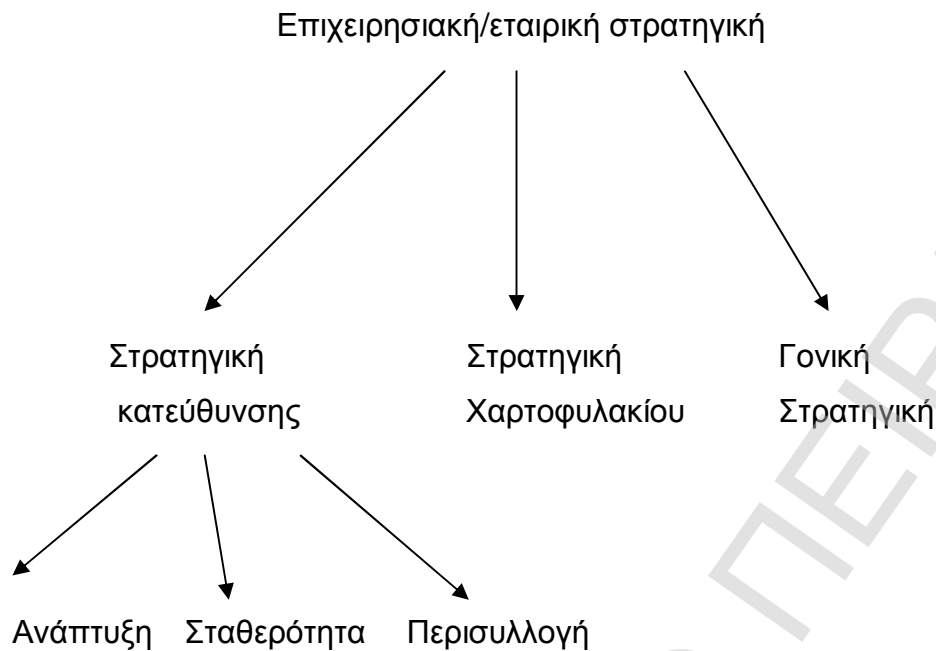 Επιχειρησιακή/εταιρική στρατηγική
Στρατηγική κατεύθυνσης
Στρατηγική Χαρτοφυλακίου
Γονική Στρατηγική
Ανάπτυξη Σταθερότητα Περισυλλογή